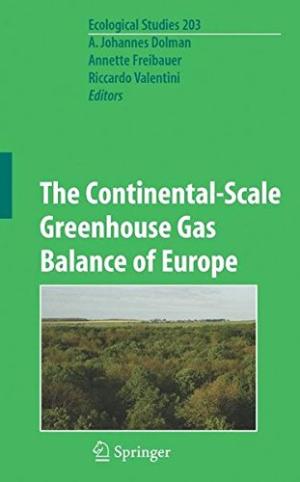 Ecological Studies 203
A. Johannes Dolman
Annette Freibauer
Riccardo Valentini
Editors
The Continental-Scale
Greenhouse Gas
Balance of Europe
Springer